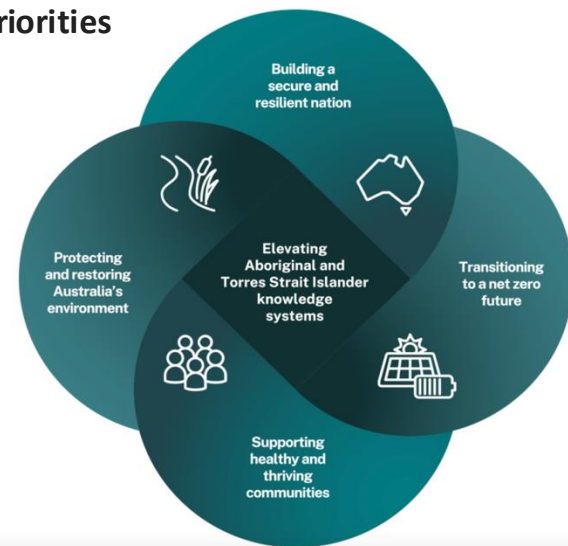 riorities
Building a
secure and
resilient nation
Protecting
and restoring
Australia's
environment
Elevating
Aboriginal and
Torres Strait Islander
knowledge
systems
Transitioning
to a net zero
future
Supporting
healthy and
thriving
communities